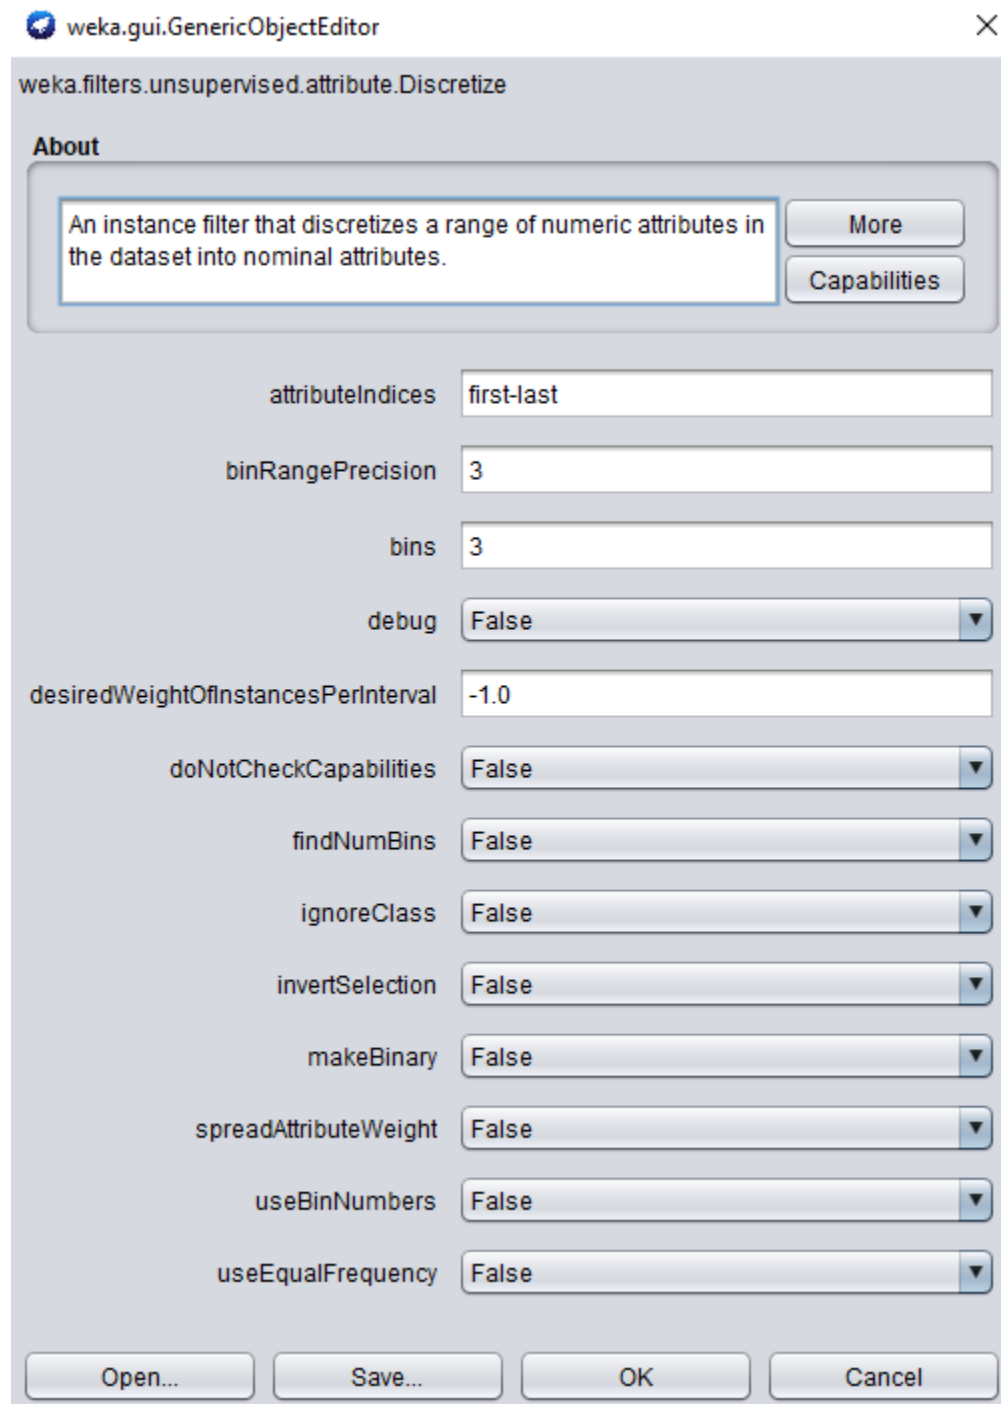 weka.gui.GenericObjectEditor
weka.filters.unsupervised.attribute.Discretize
About
An instance filter that discretizes a range of numeric attributes in
the dataset into nominal attributes.
More
Capabilities
attributeIndices first-last
binRangePrecision 3
bins 3
debug False
desiredWeightOfInstancesPerInterval -1.0
doNotCheckCapabilities False
findNumBins False
ignoreClass False
invertSelection False
makeBinary False
spreadAttributeWeight False
useBinNumbers False
useEqualFrequency False
Open... Save... OK Cancel